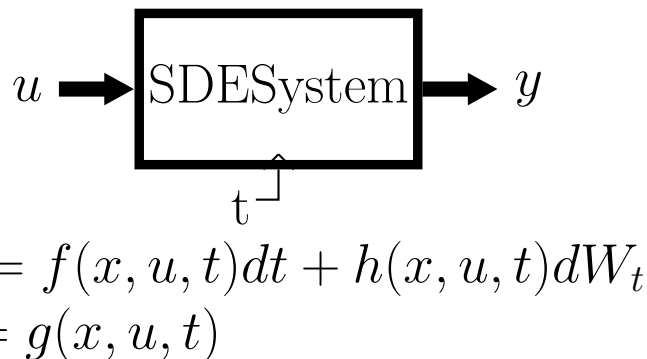 u SDESystem y
t
= f(x, u, t)dt + h(x, u, t)dW_t
= g(x, u, t)